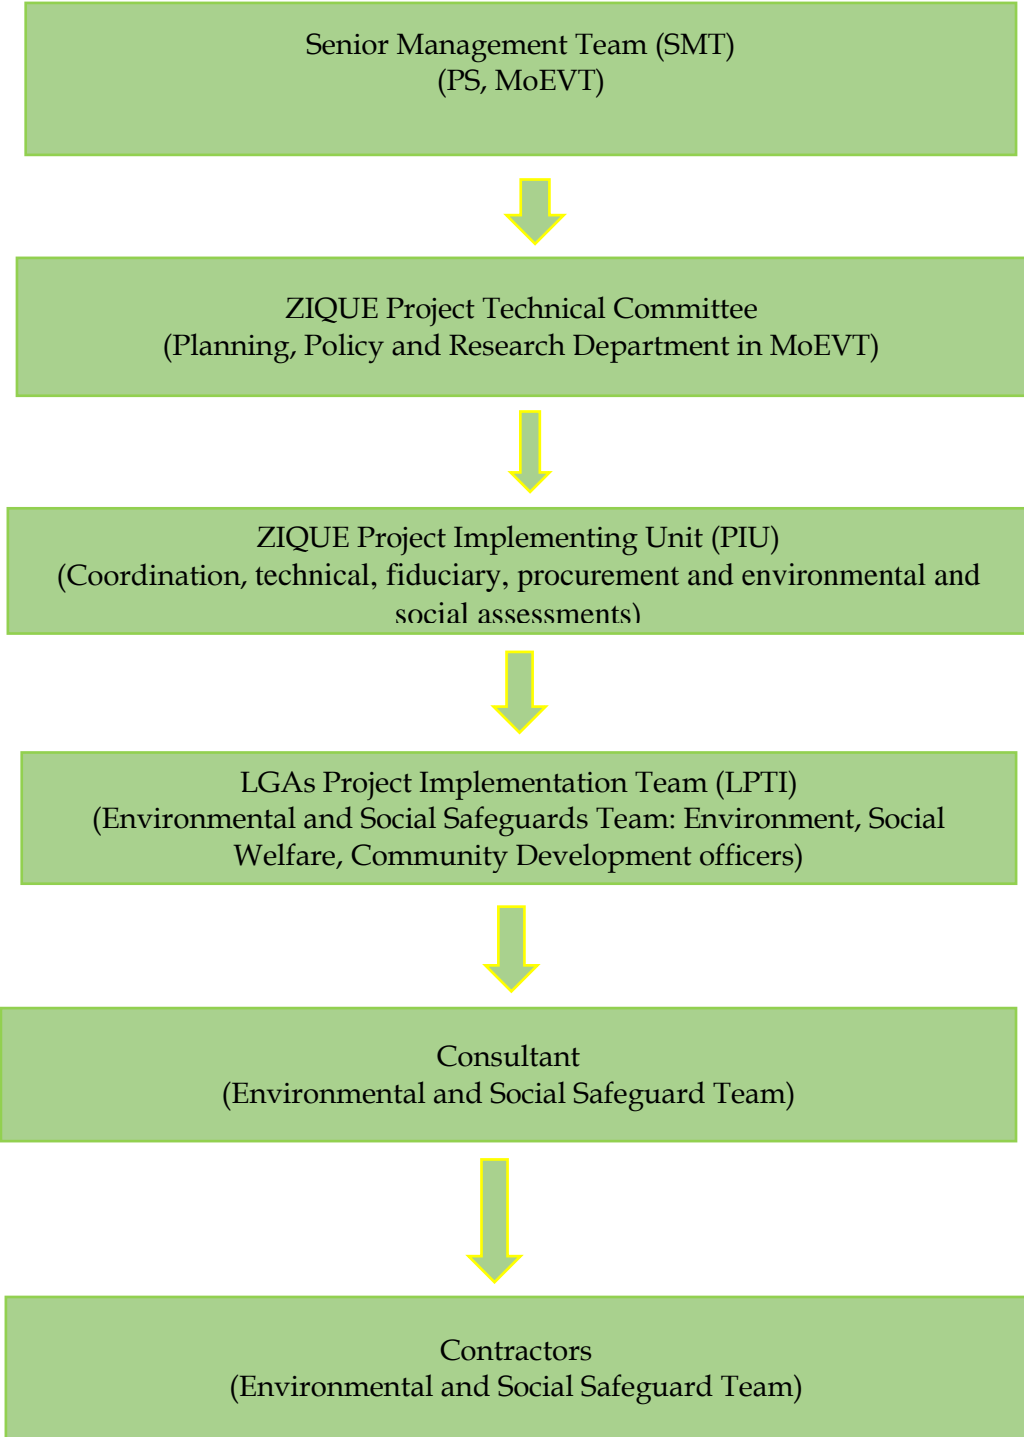 Senior Management Team (SMT)
(PS, MoEVT)
ZIQUE Project Technical Committee
(Planning, Policy and Research Department in MoEVT)
ZIQUE Project Implementing Unit (PIU)
(Coordination, technical, fiduciary, procurement and environmental and
social assessments)
LGAs Project Implementation Team (LPTI)
(Environmental and Social Safeguards Team: Environment, Social
Welfare, Community Development officers)
Consultant
(Environmental and Social Safeguard Team)
Contractors
(Environmental and Social Safeguard Team)